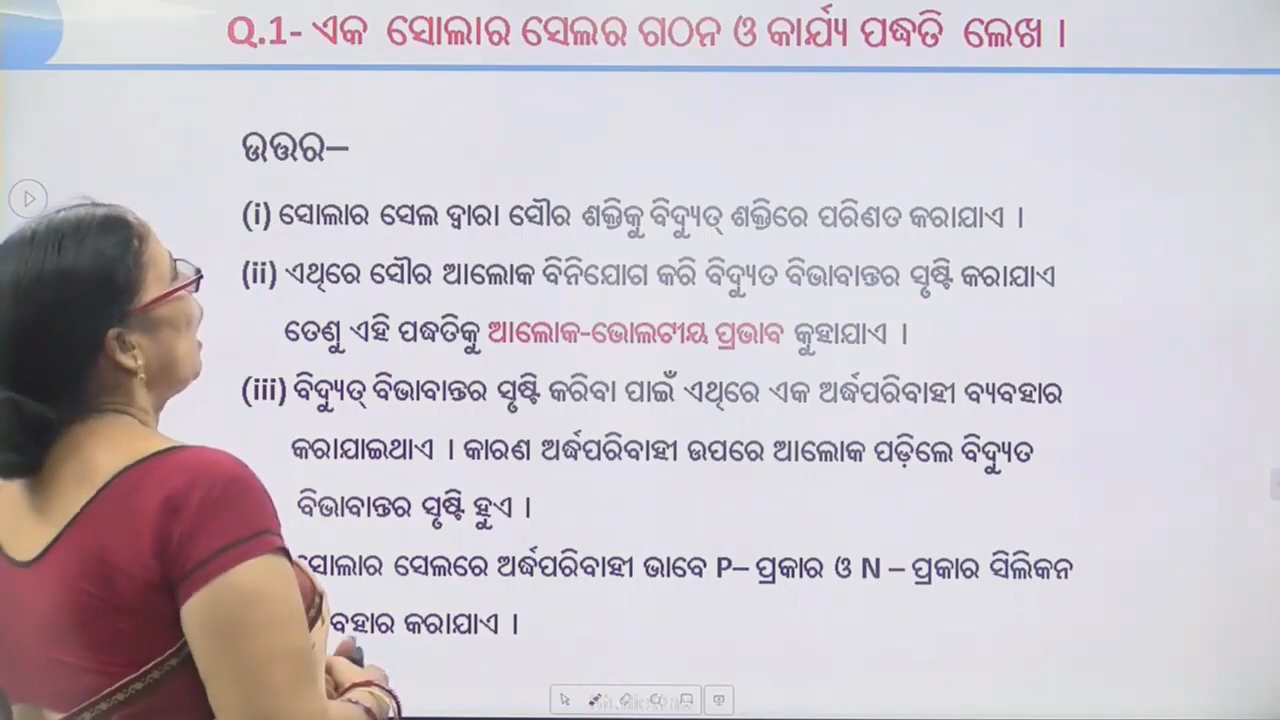 Q.1- ଏକ ସୋଲାର ସେଲର ଗଠନ ଓ କାର୍ଯ୍ୟ ପଦ୍ଧତି ଲେଖ ।
ଉତ୍ତର–
(i) ସୋଲାର ସେଲ ଦ୍ୱାରା ସୌର ଶକ୍ତିକୁ ବିଦ୍ୟୁତ୍ ଶକ୍ତିରେ ପରିଣତ କରାଯାଏ ।
(ii) ଏଥିରେ ସୌର ଆଲୋକ ବିନିଯୋଗ କରି ବିଦ୍ୟୁତ ବିଭାବାନ୍ତର ସୃଷ୍ଟି କରାଯାଏ
ତେଣୁ ଏହି ପଦ୍ଧତିକୁ ଆଲୋକ-ଭୋଲଟୀୟ ପ୍ରଭାବ କୁହାଯାଏ ।
(iii) ବିଦ୍ୟୁତ୍ ବିଭାବାନ୍ତର ସୃଷ୍ଟି କରିବା ପାଇଁ ଏଥିରେ ଏକ ଅର୍ଦ୍ଧପରିବାହୀ ବ୍ୟବହାର
କରାଯାଇଥାଏ । କାରଣ ଅର୍ଦ୍ଧପରିବାହୀ ଉପରେ ଆଲୋକ ପଡ଼ିଲେ ବିଦ୍ୟୁତ
ବିଭାବାନ୍ତର ସୃଷ୍ଟି ହୁଏ ।
ସୋଲାର ସେଲରେ ଅର୍ଦ୍ଧପରିବାହୀ ଭାବେ P– ପ୍ରକାର ଓ N – ପ୍ରକାର ସିଲିକନ
ବହାର କରାଯାଏ ।